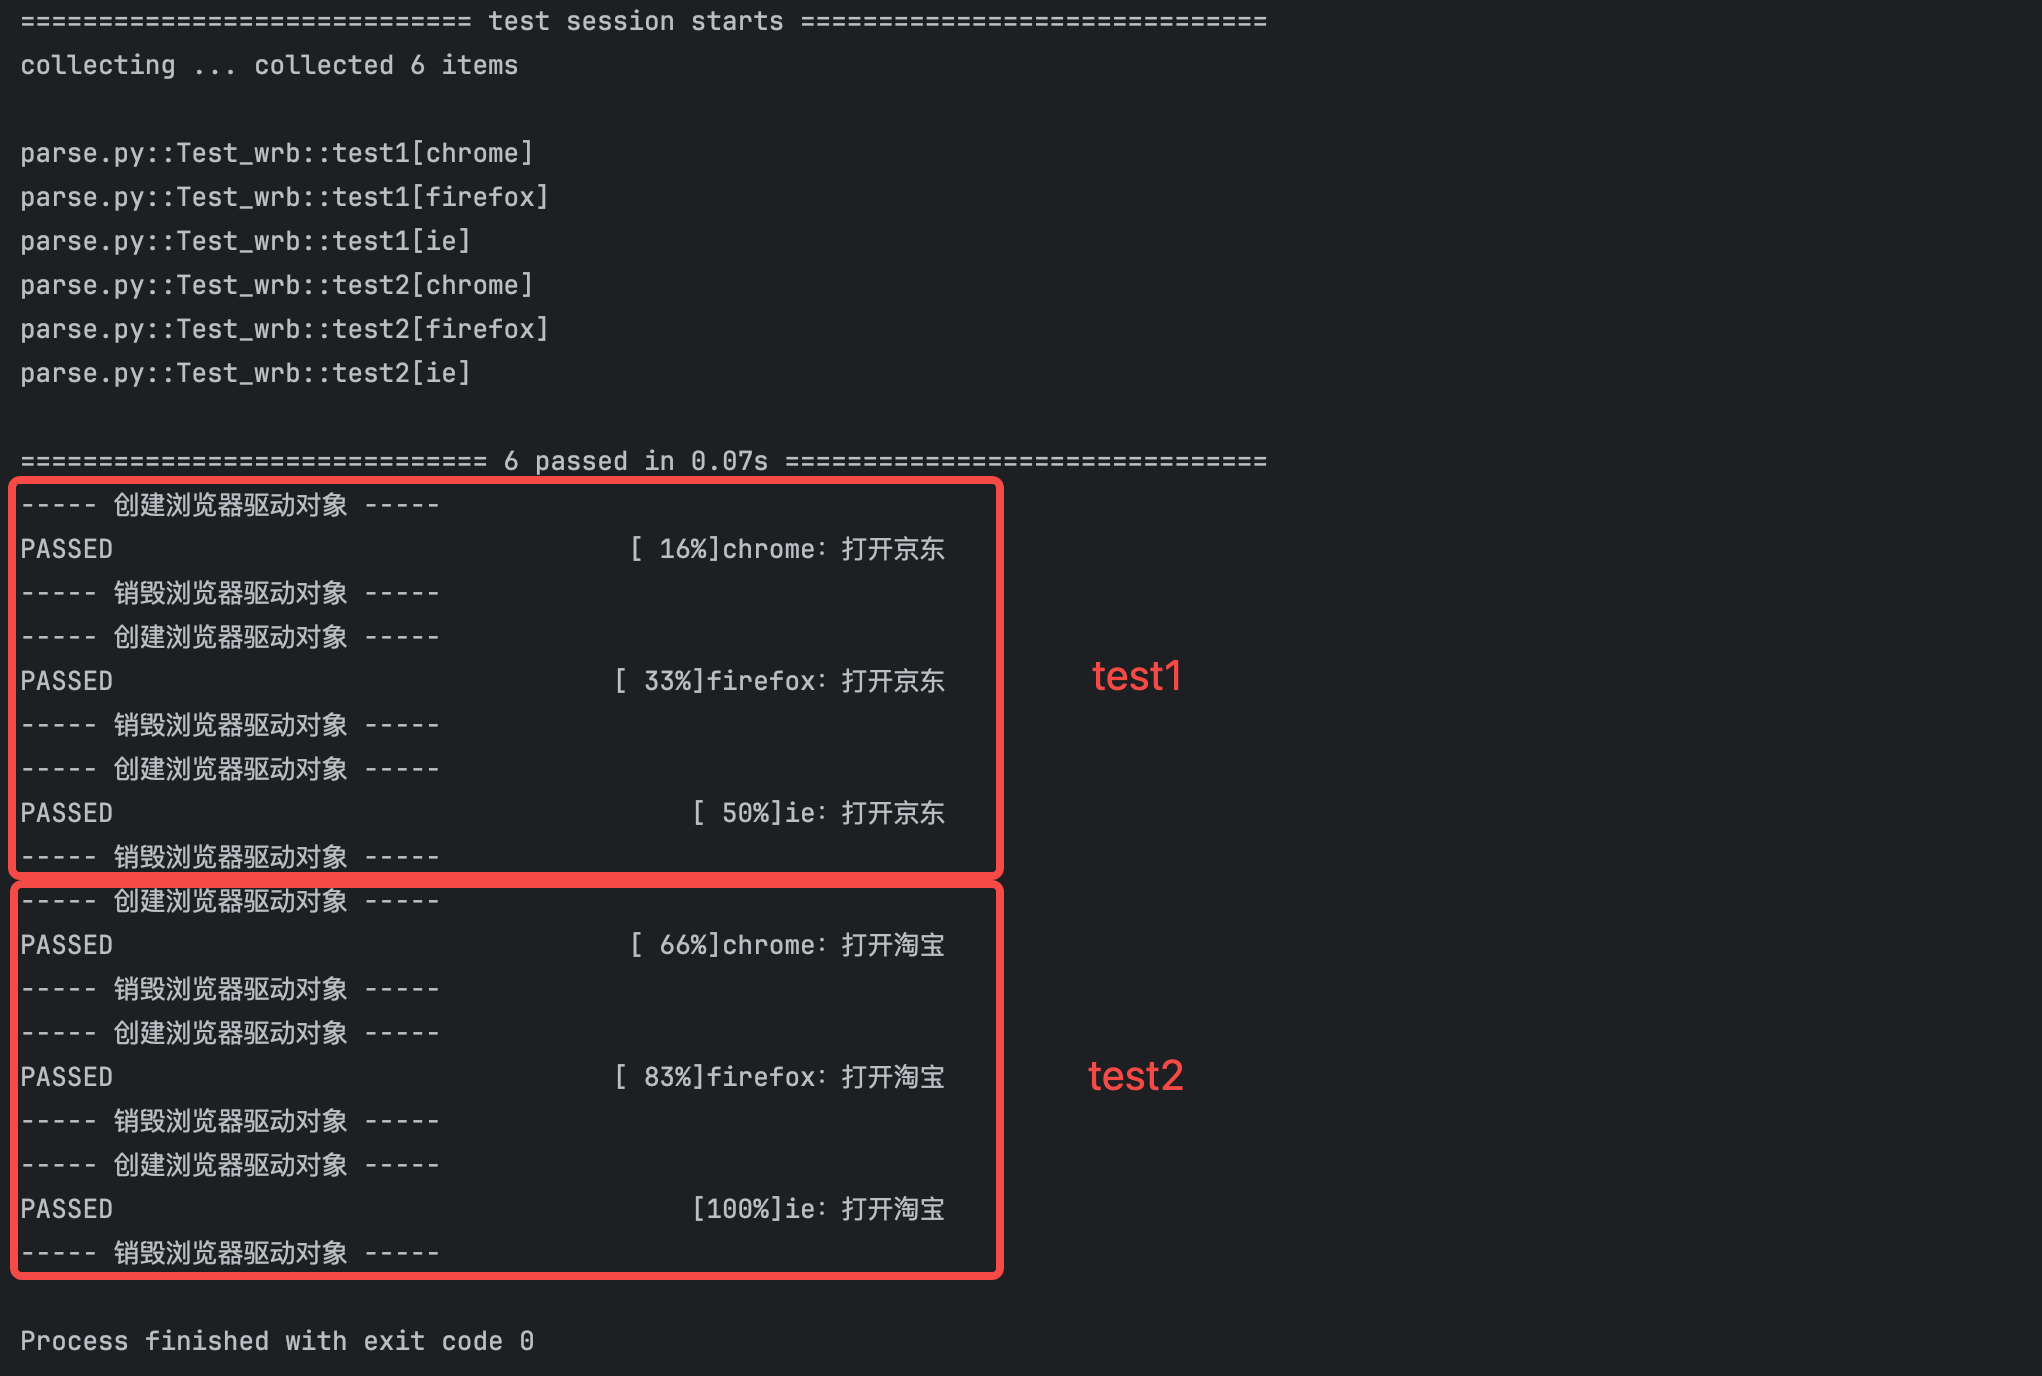 ============================= test session starts ==============================
collecting ... collected 6 items
parse.py::Test_wrb::test1[chrome]
parse.py::Test_wrb::test1[firefox]
parse.py::Test_wrb::test1[ie]
parse.py::Test_wrb::test2[chrome]
parse.py::Test_wrb::test2[firefox]
parse.py::Test_wrb::test2[ie]
============================== 6 passed in 0.07s ===============================
----- 创建浏览器驱动对象 -----
PASSED [ 16%]chrome：打开京东
----- 销毁浏览器驱动对象 -----
----- 创建浏览器驱动对象 -----
PASSED [ 33%]firefox：打开京东
test1
----- 销毁浏览器驱动对象 -----
----- 创建浏览器驱动对象 -----
PASSED [ 50%]ie：打开京东
----- 销毁浏览器驱动对象 -----
----- 创建浏览器驱动对象 -----
PASSED [ 66%]chrome：打开淘宝
----- 销毁浏览器驱动对象 -----
----- 创建浏览器驱动对象 -----
PASSED [ 83%]firefox：打开淘宝
test2
----- 销毁浏览器驱动对象 -----
----- 创建浏览器驱动对象 -----
PASSED [100%]ie：打开淘宝
----- 销毁浏览器驱动对象 -----
Process finished with exit code 0